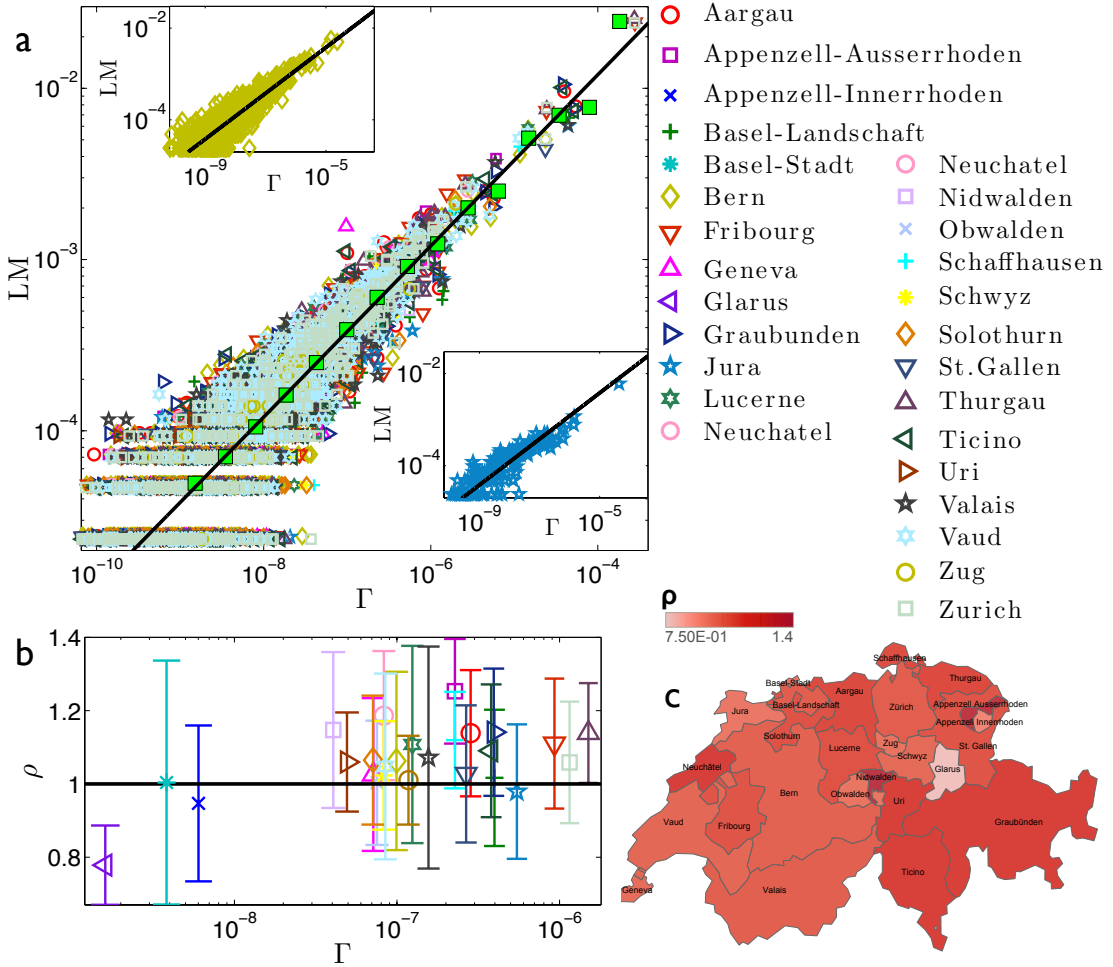 a
LM
Γ
10⁻²
10⁻³
10⁻⁴
10⁻¹⁰
10⁻⁸
10⁻⁶
10⁻⁴
LM
10⁻²
10⁻⁴
10⁻⁹
Γ
10⁻⁵
LM
10⁻²
10⁻⁴
10⁻⁹
Γ
10⁻⁵
Aargau
Appenzell-Ausserrhoden
Appenzell-Innerrhoden
Basel-Landschaft
Basel-Stadt
Bern
Fribourg
Geneva
Glarus
Graubunden
Jura
Lucerne
Neuchatel
Neuchatel
Nidwalden
Obwalden
Schaffhausen
Schwyz
Solothurn
St.Gallen
Thurgau
Ticino
Uri
Valais
Vaud
Zug
Zurich
b
ρ
1.4
1.2
1
0.8
10⁻⁸
10⁻⁷
10⁻⁶
Γ
c
ρ
7.50E-01 1.4
Schaffhausen
Thurgau
Basel-Stadt
Aargau
Basel-Landschaft
Zürich
Appenzell Ausserrhoden
Jura
Appenzell Innerrhoden
Solothurn
Zug
St. Gallen
Lucerne
Schwyz
Neuchâtel
Glarus
Nidwalden
Bern
Obwalden
Uri
Vaud
Fribourg
Graubünden
Ticino
Geneva
Valais